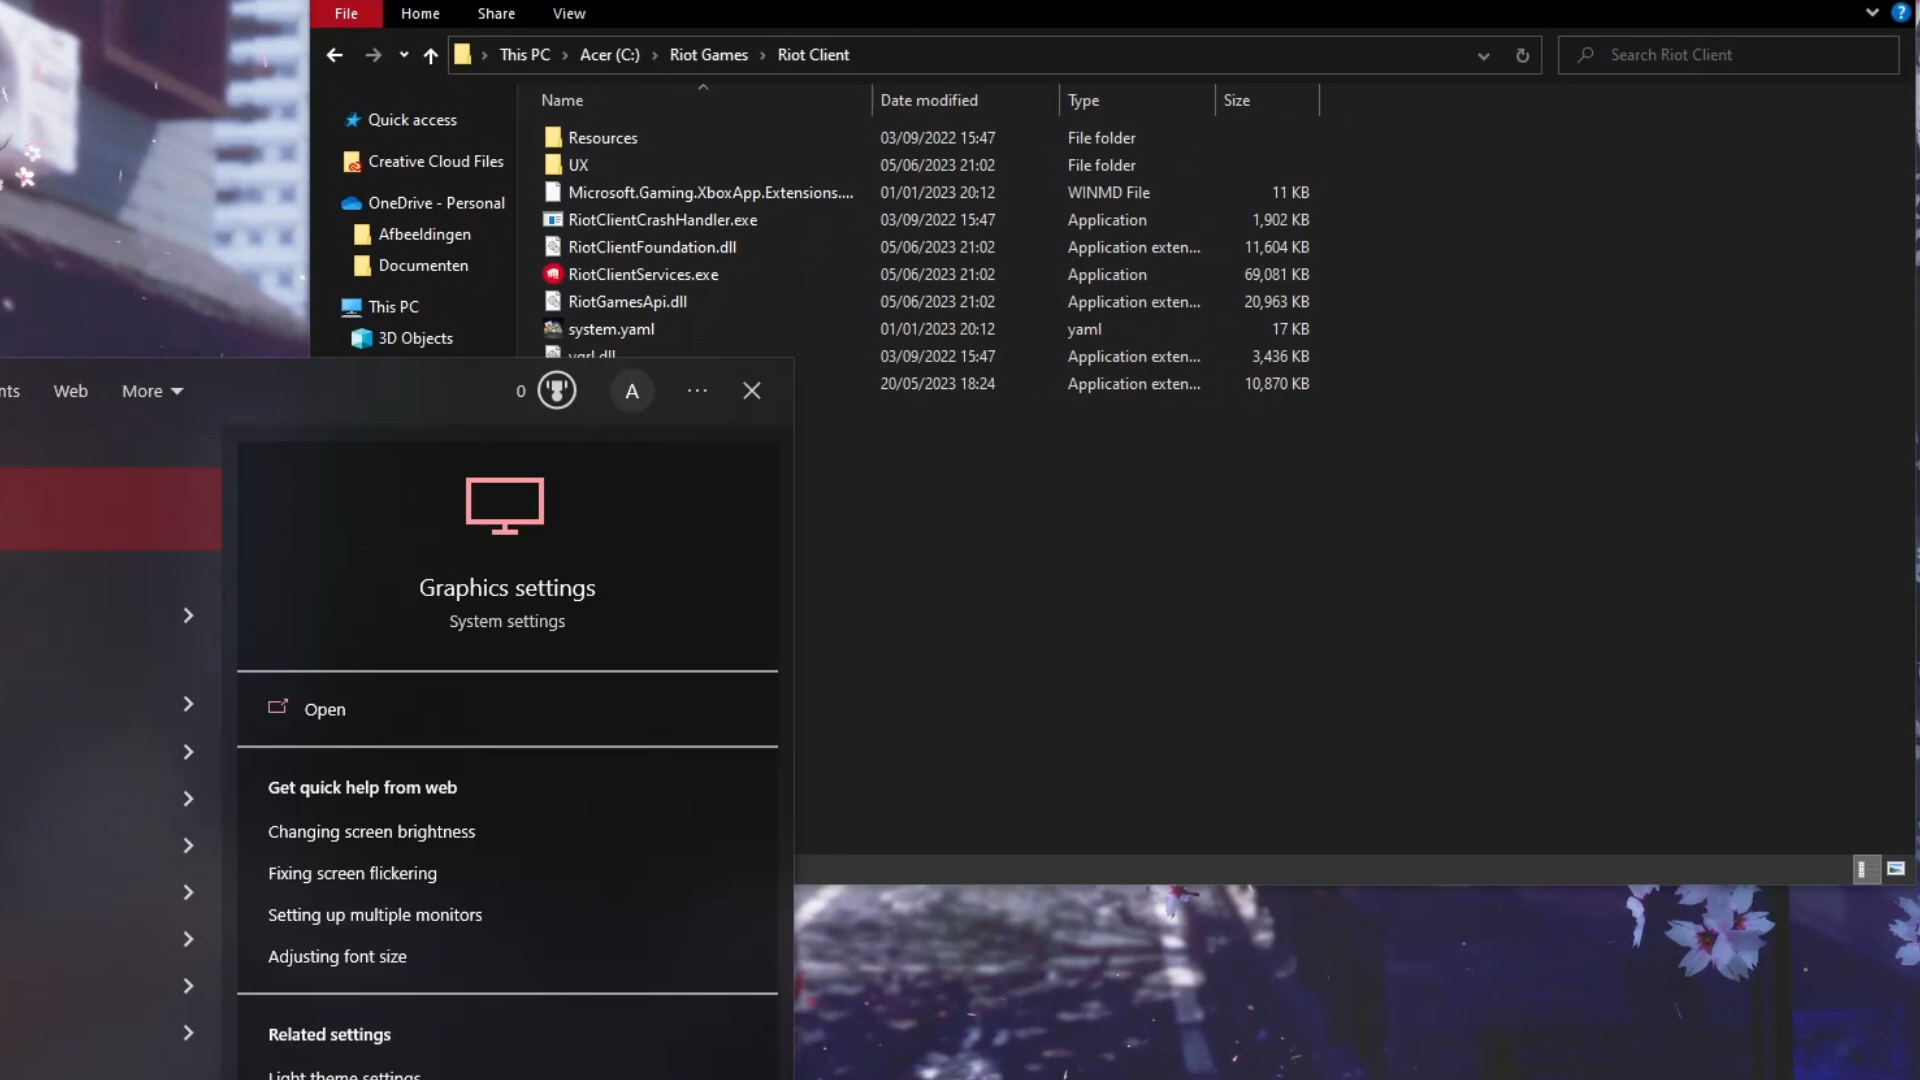 File Home Share View
This PC > Acer (C:) > Riot Games > Riot Client
Search Riot Client
Name Date modified Type Size
Quick access
Creative Cloud Files
OneDrive - Personal
Afbeeldingen
Documenten
This PC
3D Objects
Resources 03/09/2022 15:47 File folder
UX 05/06/2023 21:02 File folder
Microsoft.Gaming.XboxApp.Extensions.... 01/01/2023 20:12 WINMD File 11 KB
RiotClientCrashHandler.exe 03/09/2022 15:47 Application 1,902 KB
RiotClientFoundation.dll 05/06/2023 21:02 Application exten... 11,604 KB
RiotClientServices.exe 05/06/2023 21:02 Application 69,081 KB
RiotGamesApi.dll 05/06/2023 21:02 Application exten... 20,963 KB
system.yaml 01/01/2023 20:12 yaml 17 KB
03/09/2022 15:47 Application exten... 3,436 KB
20/05/2023 18:24 Application exten... 10,870 KB
nts Web More 0 A ...
Graphics settings
System settings
Open
Get quick help from web
Changing screen brightness
Fixing screen flickering
Setting up multiple monitors
Adjusting font size
Related settings
Light theme settings